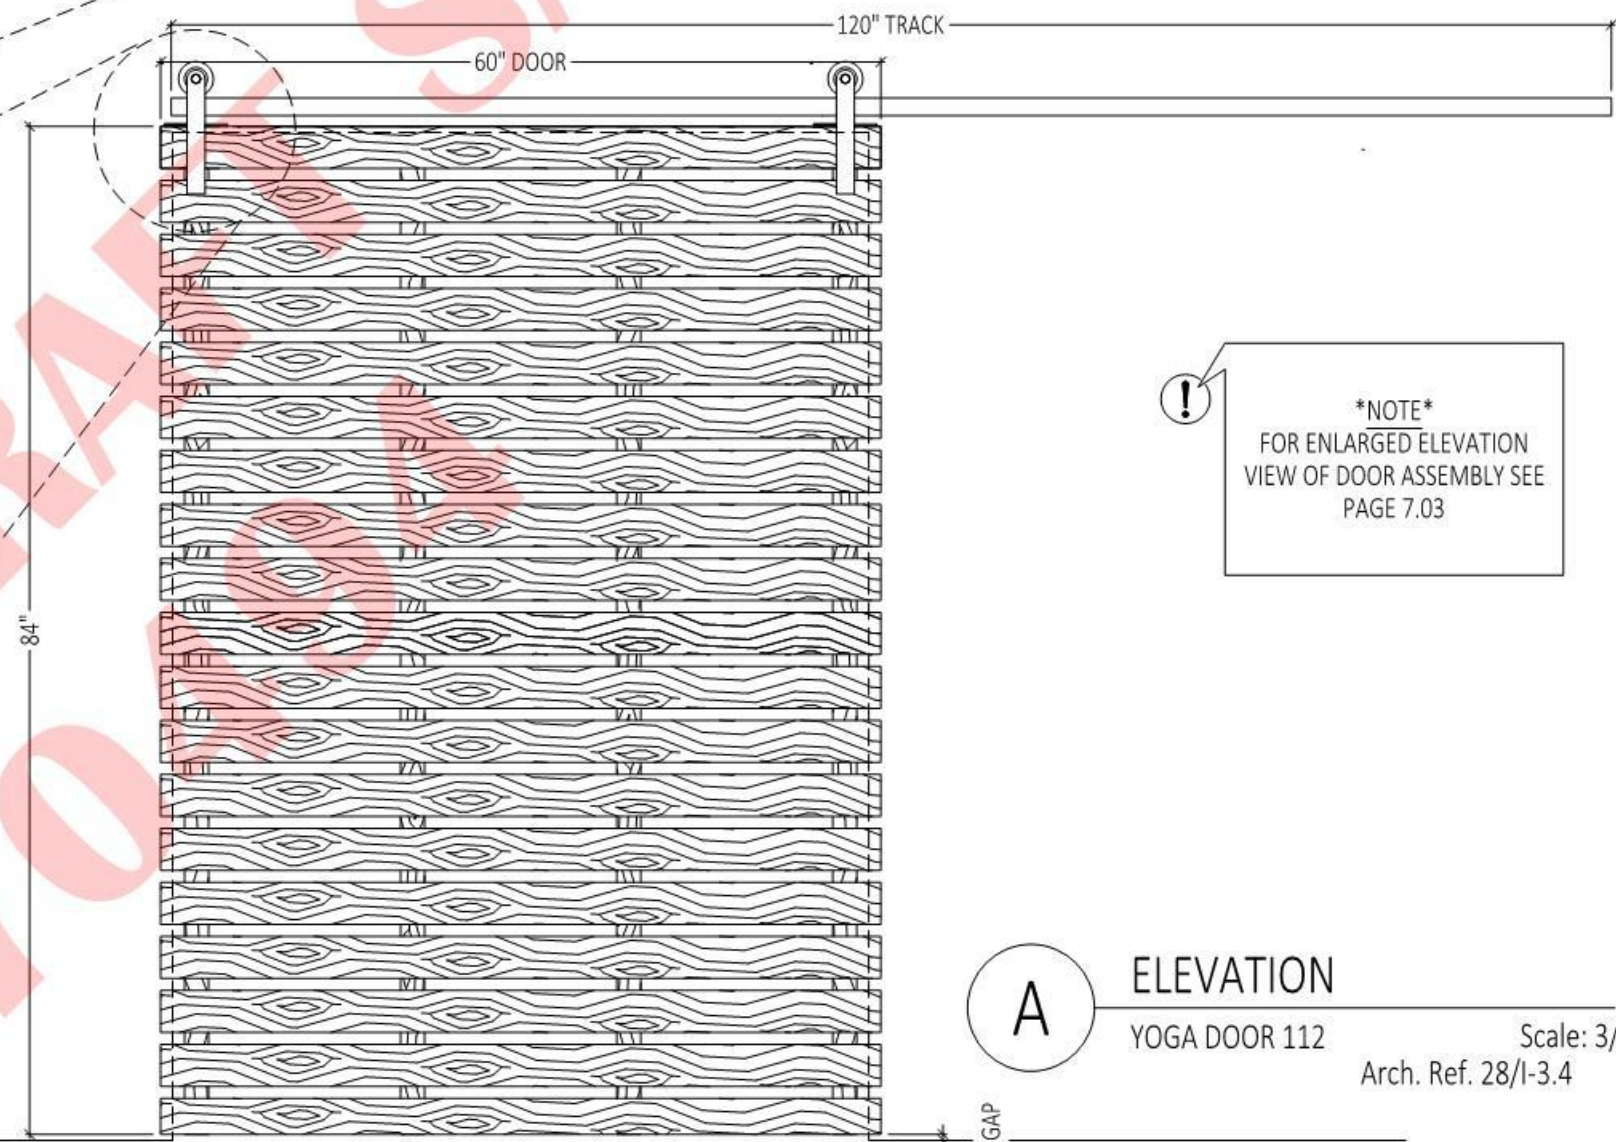 120" TRACK
60" DOOR
84"
!
*NOTE*
FOR ENLARGED ELEVATION
VIEW OF DOOR ASSEMBLY SEE
PAGE 7.03
A
ELEVATION
YOGA DOOR 112
Scale: 3/
Arch. Ref. 28/I-3.4
GAP
0494